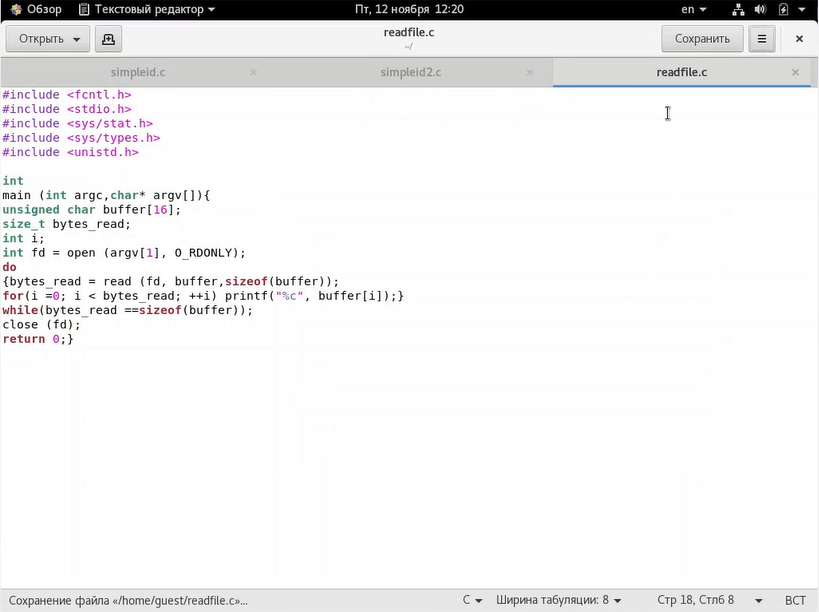 Обзор Текстовый редактор Пт, 12 ноября 12:20 en
Открыть readfile.c Сохранить
~/
simpleid.c simpleid2.c readfile.c
#include <fcntl.h>
#include <stdio.h>
#include <sys/stat.h>
#include <sys/types.h>
#include <unistd.h>
int
main (int argc,char* argv[]){
unsigned char buffer[16];
size_t bytes_read;
int i;
int fd = open (argv[1], O_RDONLY);
do
{bytes_read = read (fd, buffer,sizeof(buffer));
for(i =0; i < bytes_read; ++i) printf("%c", buffer[i]);}
while(bytes_read ==sizeof(buffer));
close (fd);
return 0;}
Сохранение файла «/home/guest/readfile.c»... C Ширина табуляции: 8 Стр 18, Стлб 8 ВСТ